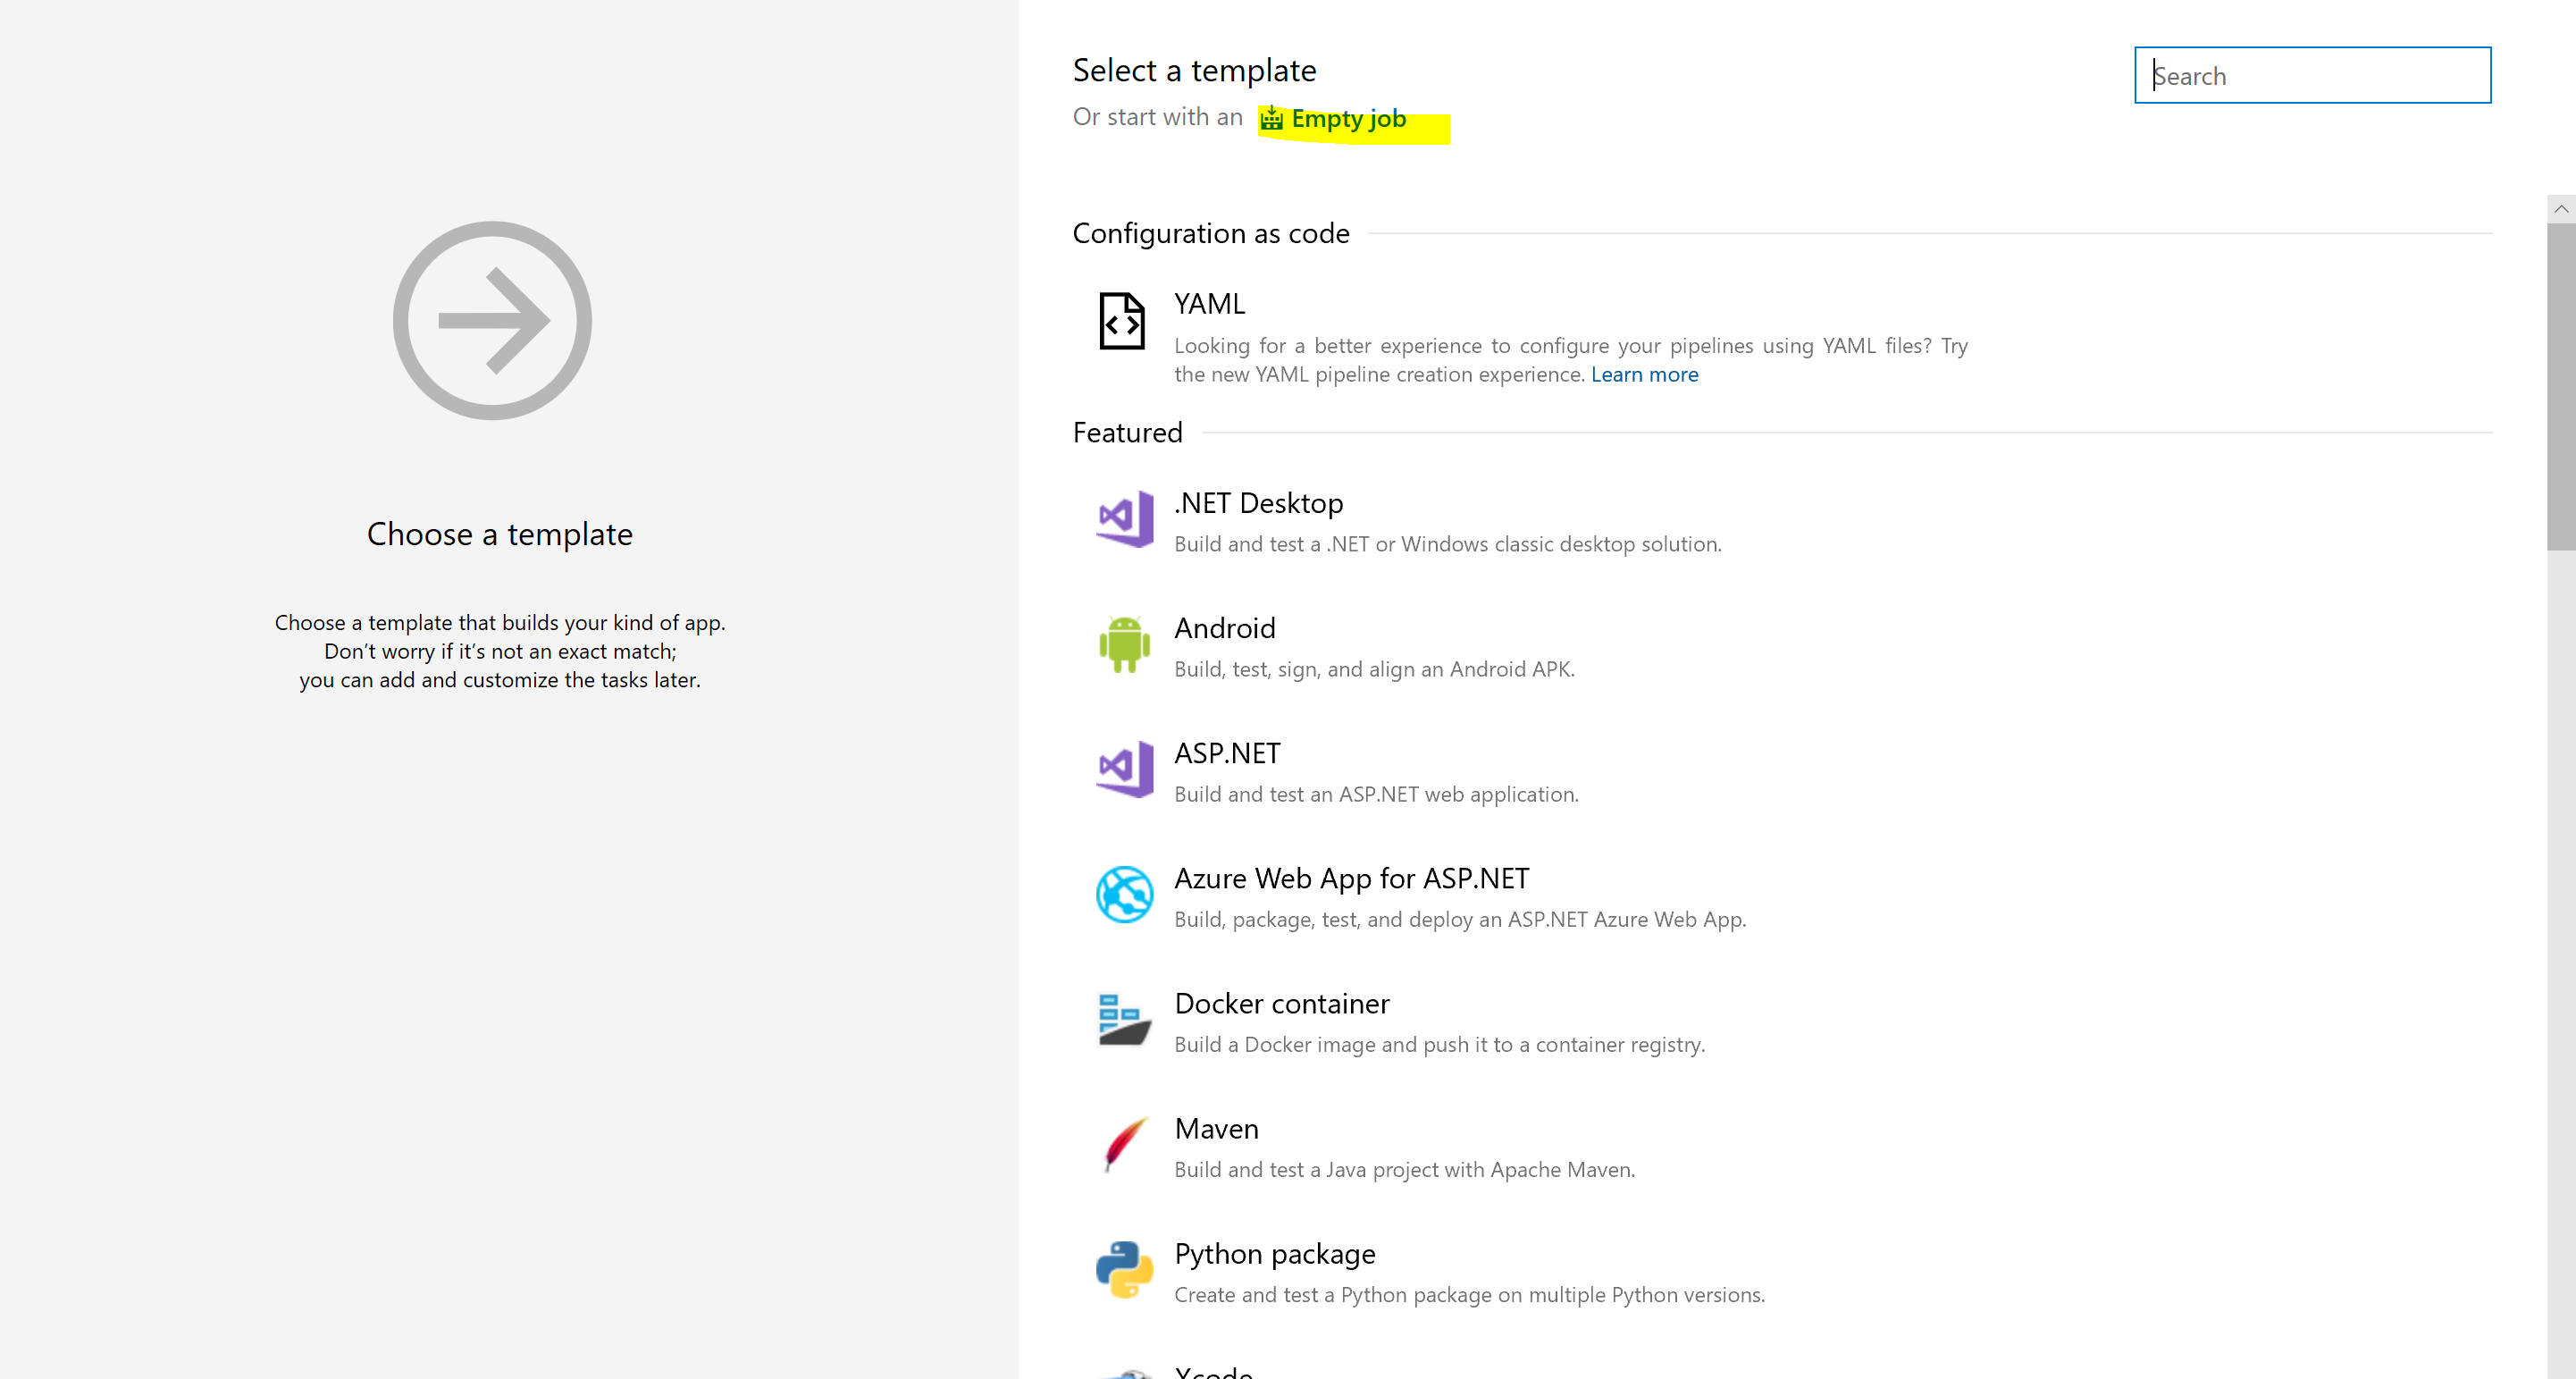 Select a template
Search
Or start with an Empty job
Configuration as code
YAML
Looking for a better experience to configure your pipelines using YAML files? Try
the new YAML pipeline creation experience. Learn more
Featured
.NET Desktop
Build and test a .NET or Windows classic desktop solution.
Choose a template
Choose a template that builds your kind of app.
Don’t worry if it’s not an exact match;
you can add and customize the tasks later.
Android
Build, test, sign, and align an Android APK.
ASP.NET
Build and test an ASP.NET web application.
Azure Web App for ASP.NET
Build, package, test, and deploy an ASP.NET Azure Web App.
Docker container
Build a Docker image and push it to a container registry.
Maven
Build and test a Java project with Apache Maven.
Python package
Create and test a Python package on multiple Python versions.
Xcode